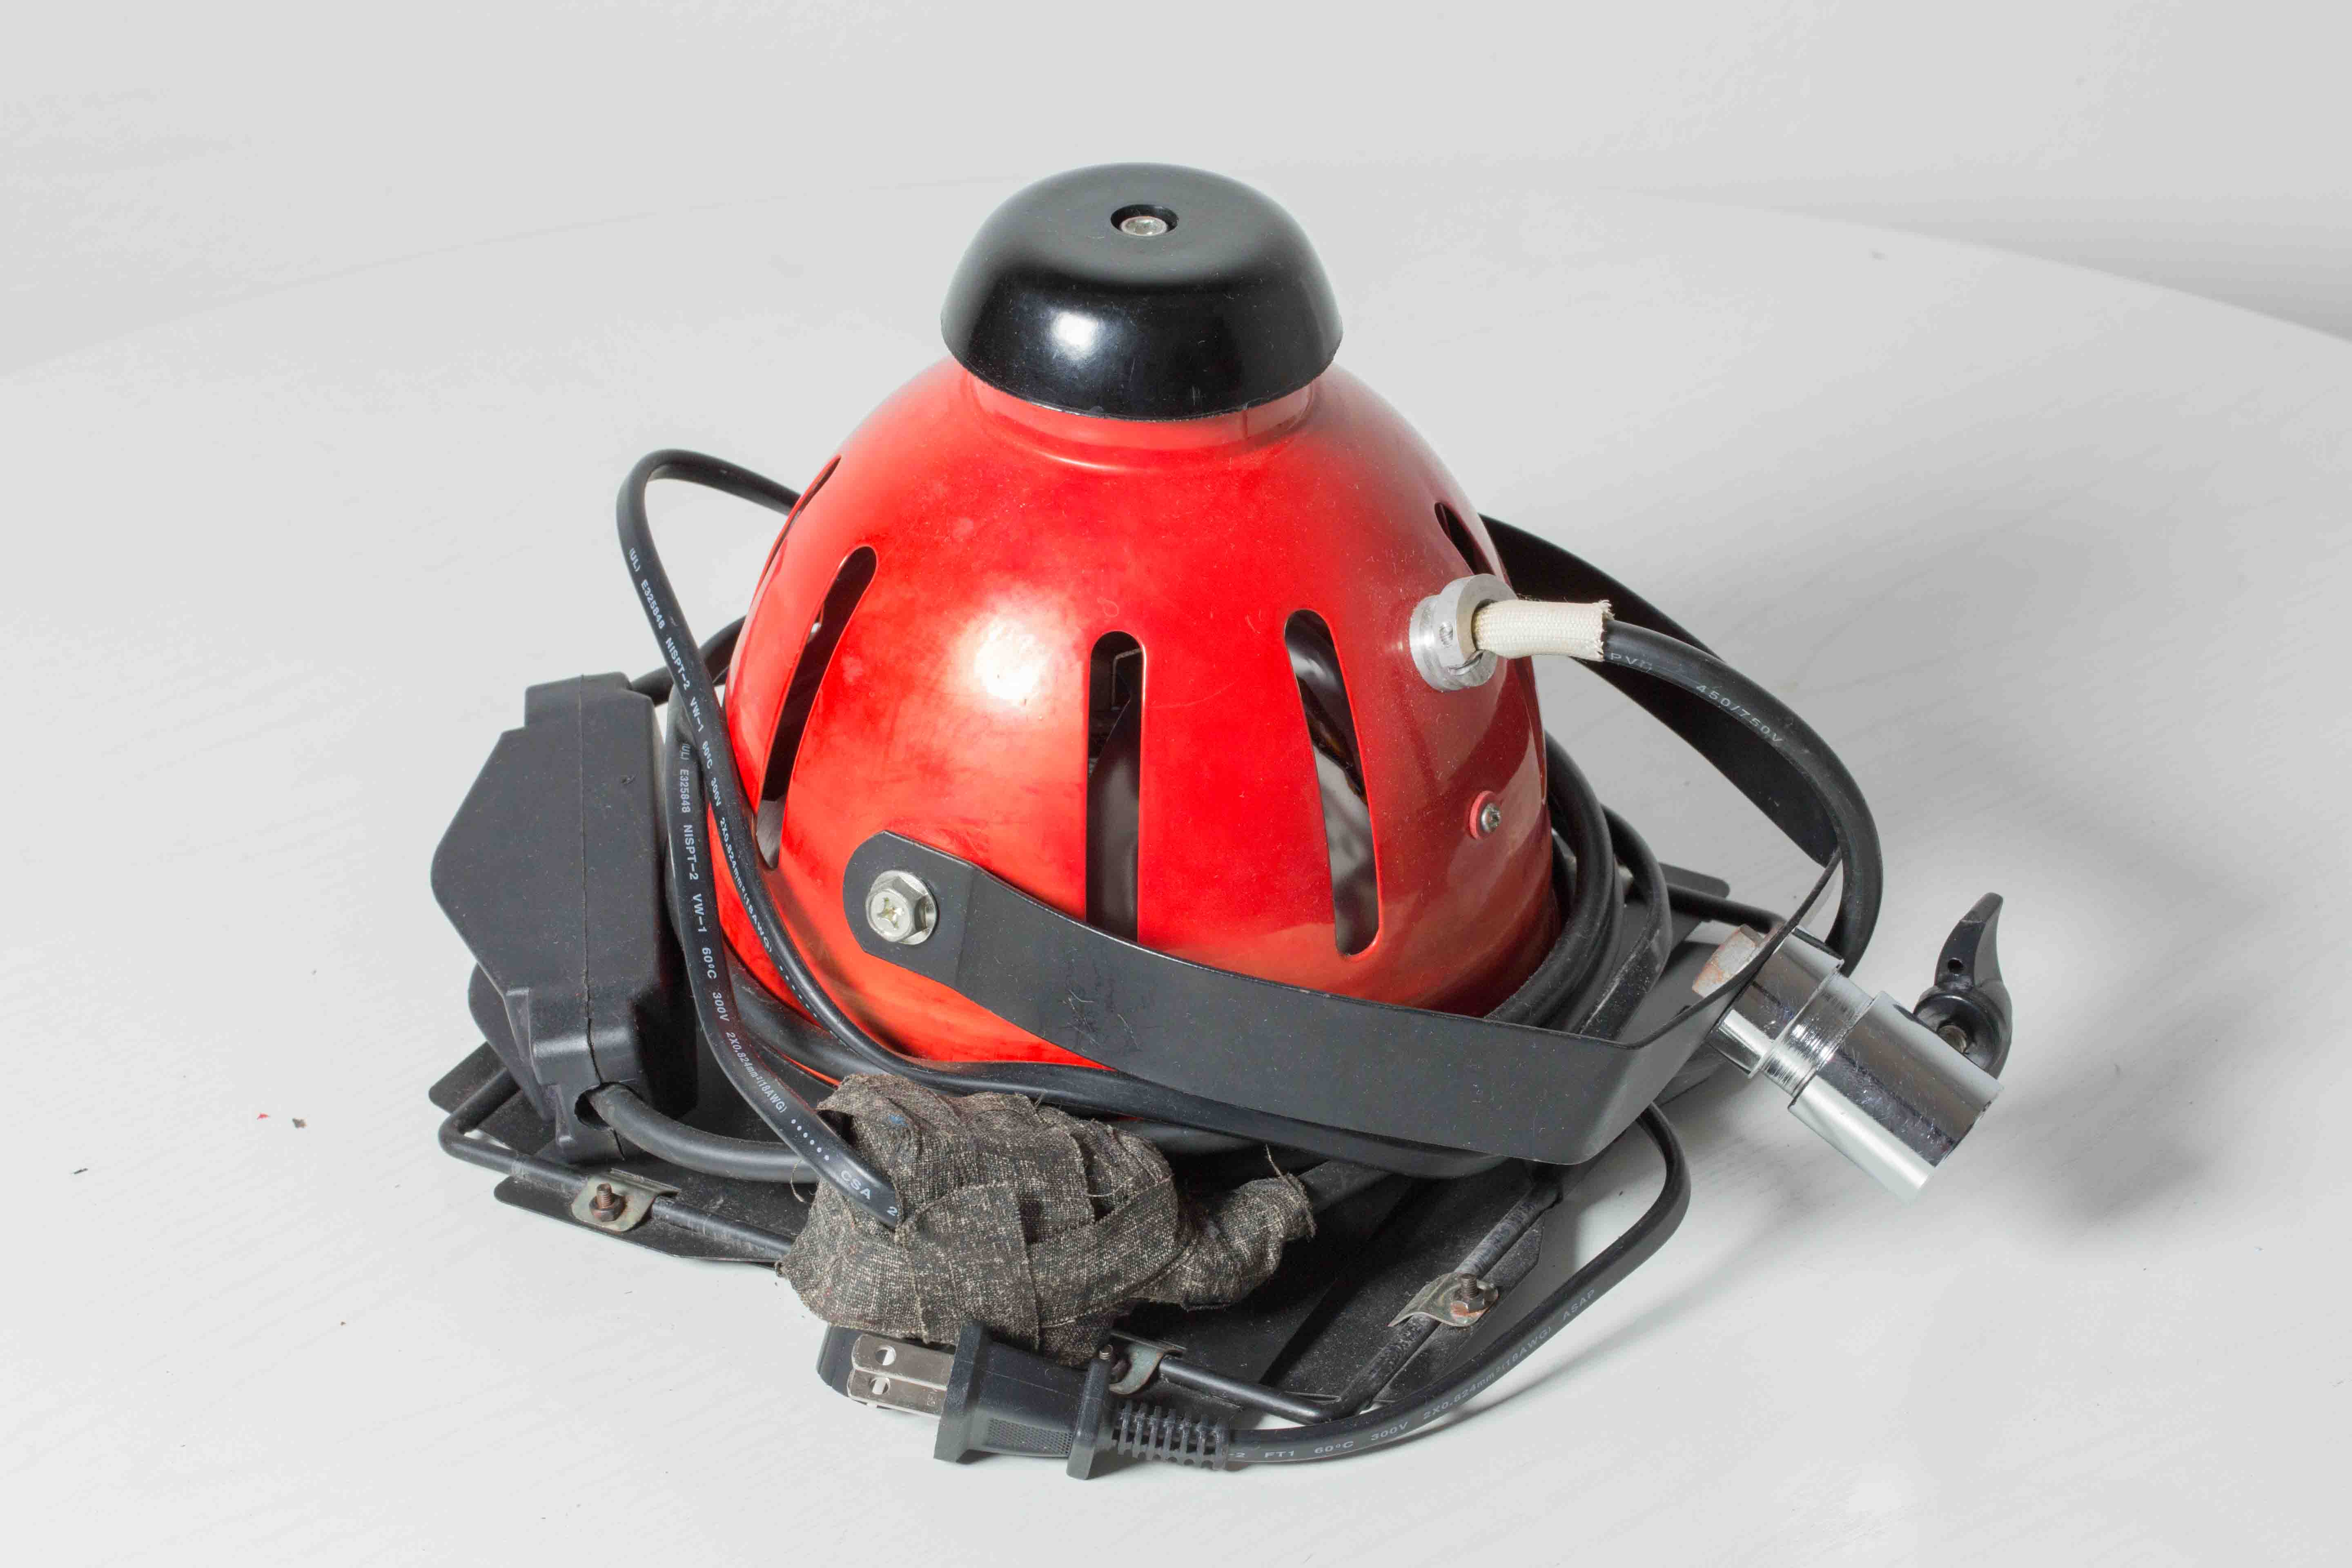 (UL) E325848 NISPT-2 VW-1 60°C 300V 2X0.824mm²(18AWG)
(UL) E325848 NISPT-2 VW-1 60°C 300V 2X0.824mm²(18AWG) CSA 2
PVC 450/750V
-2 FT1 60°C 300V 2X0.824mm²(18AWG) ASAP